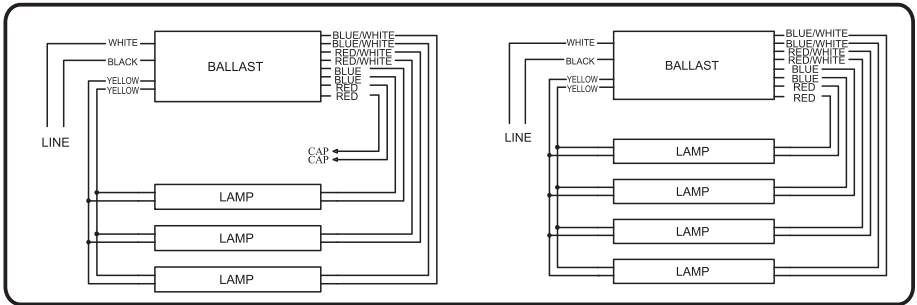 WHITE
BLACK
YELLOW
YELLOW
BALLAST
BLUE/WHITE
BLUE/WHITE
RED/WHITE
RED/WHITE
BLUE
BLUE
RED
RED
LINE
CAP
CAP
LAMP
LAMP
LAMP
WHITE
BLACK
YELLOW
YELLOW
BALLAST
BLUE/WHITE
BLUE/WHITE
RED/WHITE
RED/WHITE
BLUE
BLUE
RED
RED
LINE
LAMP
LAMP
LAMP
LAMP